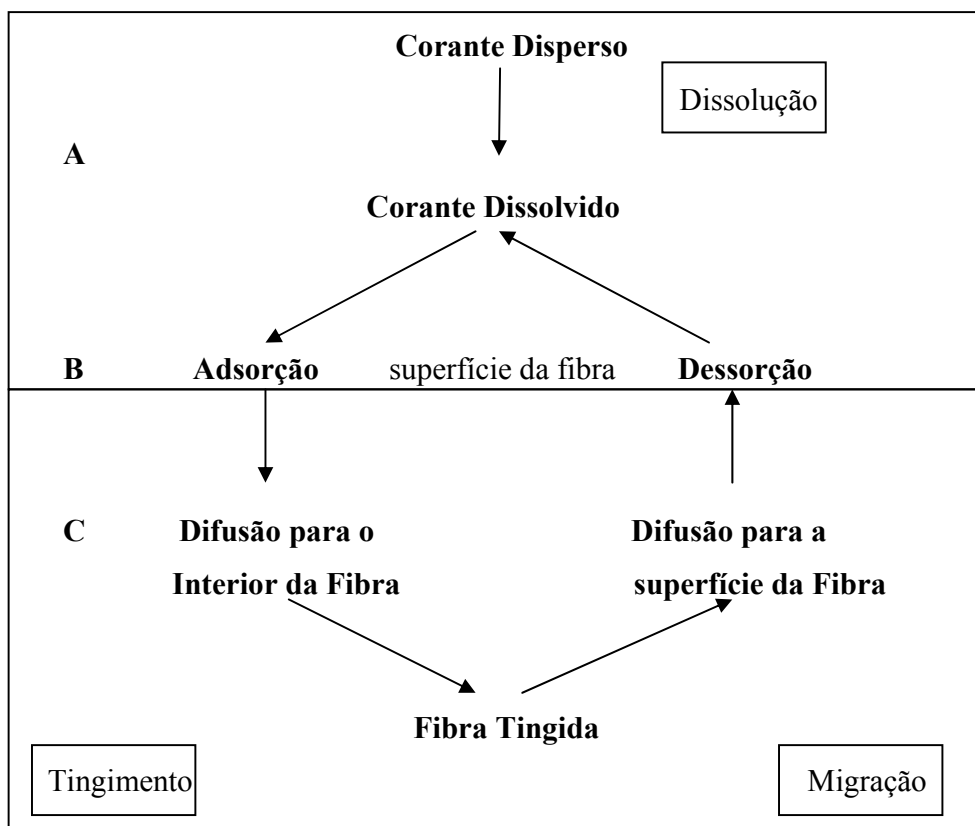 Corante Disperso
Dissolução
A
Corante Dissolvido
B Adsorção superfície da fibra Dessorção
C Difusão para o Difusão para a
Interior da Fibra superfície da Fibra
Fibra Tingida
Tingimento Migração